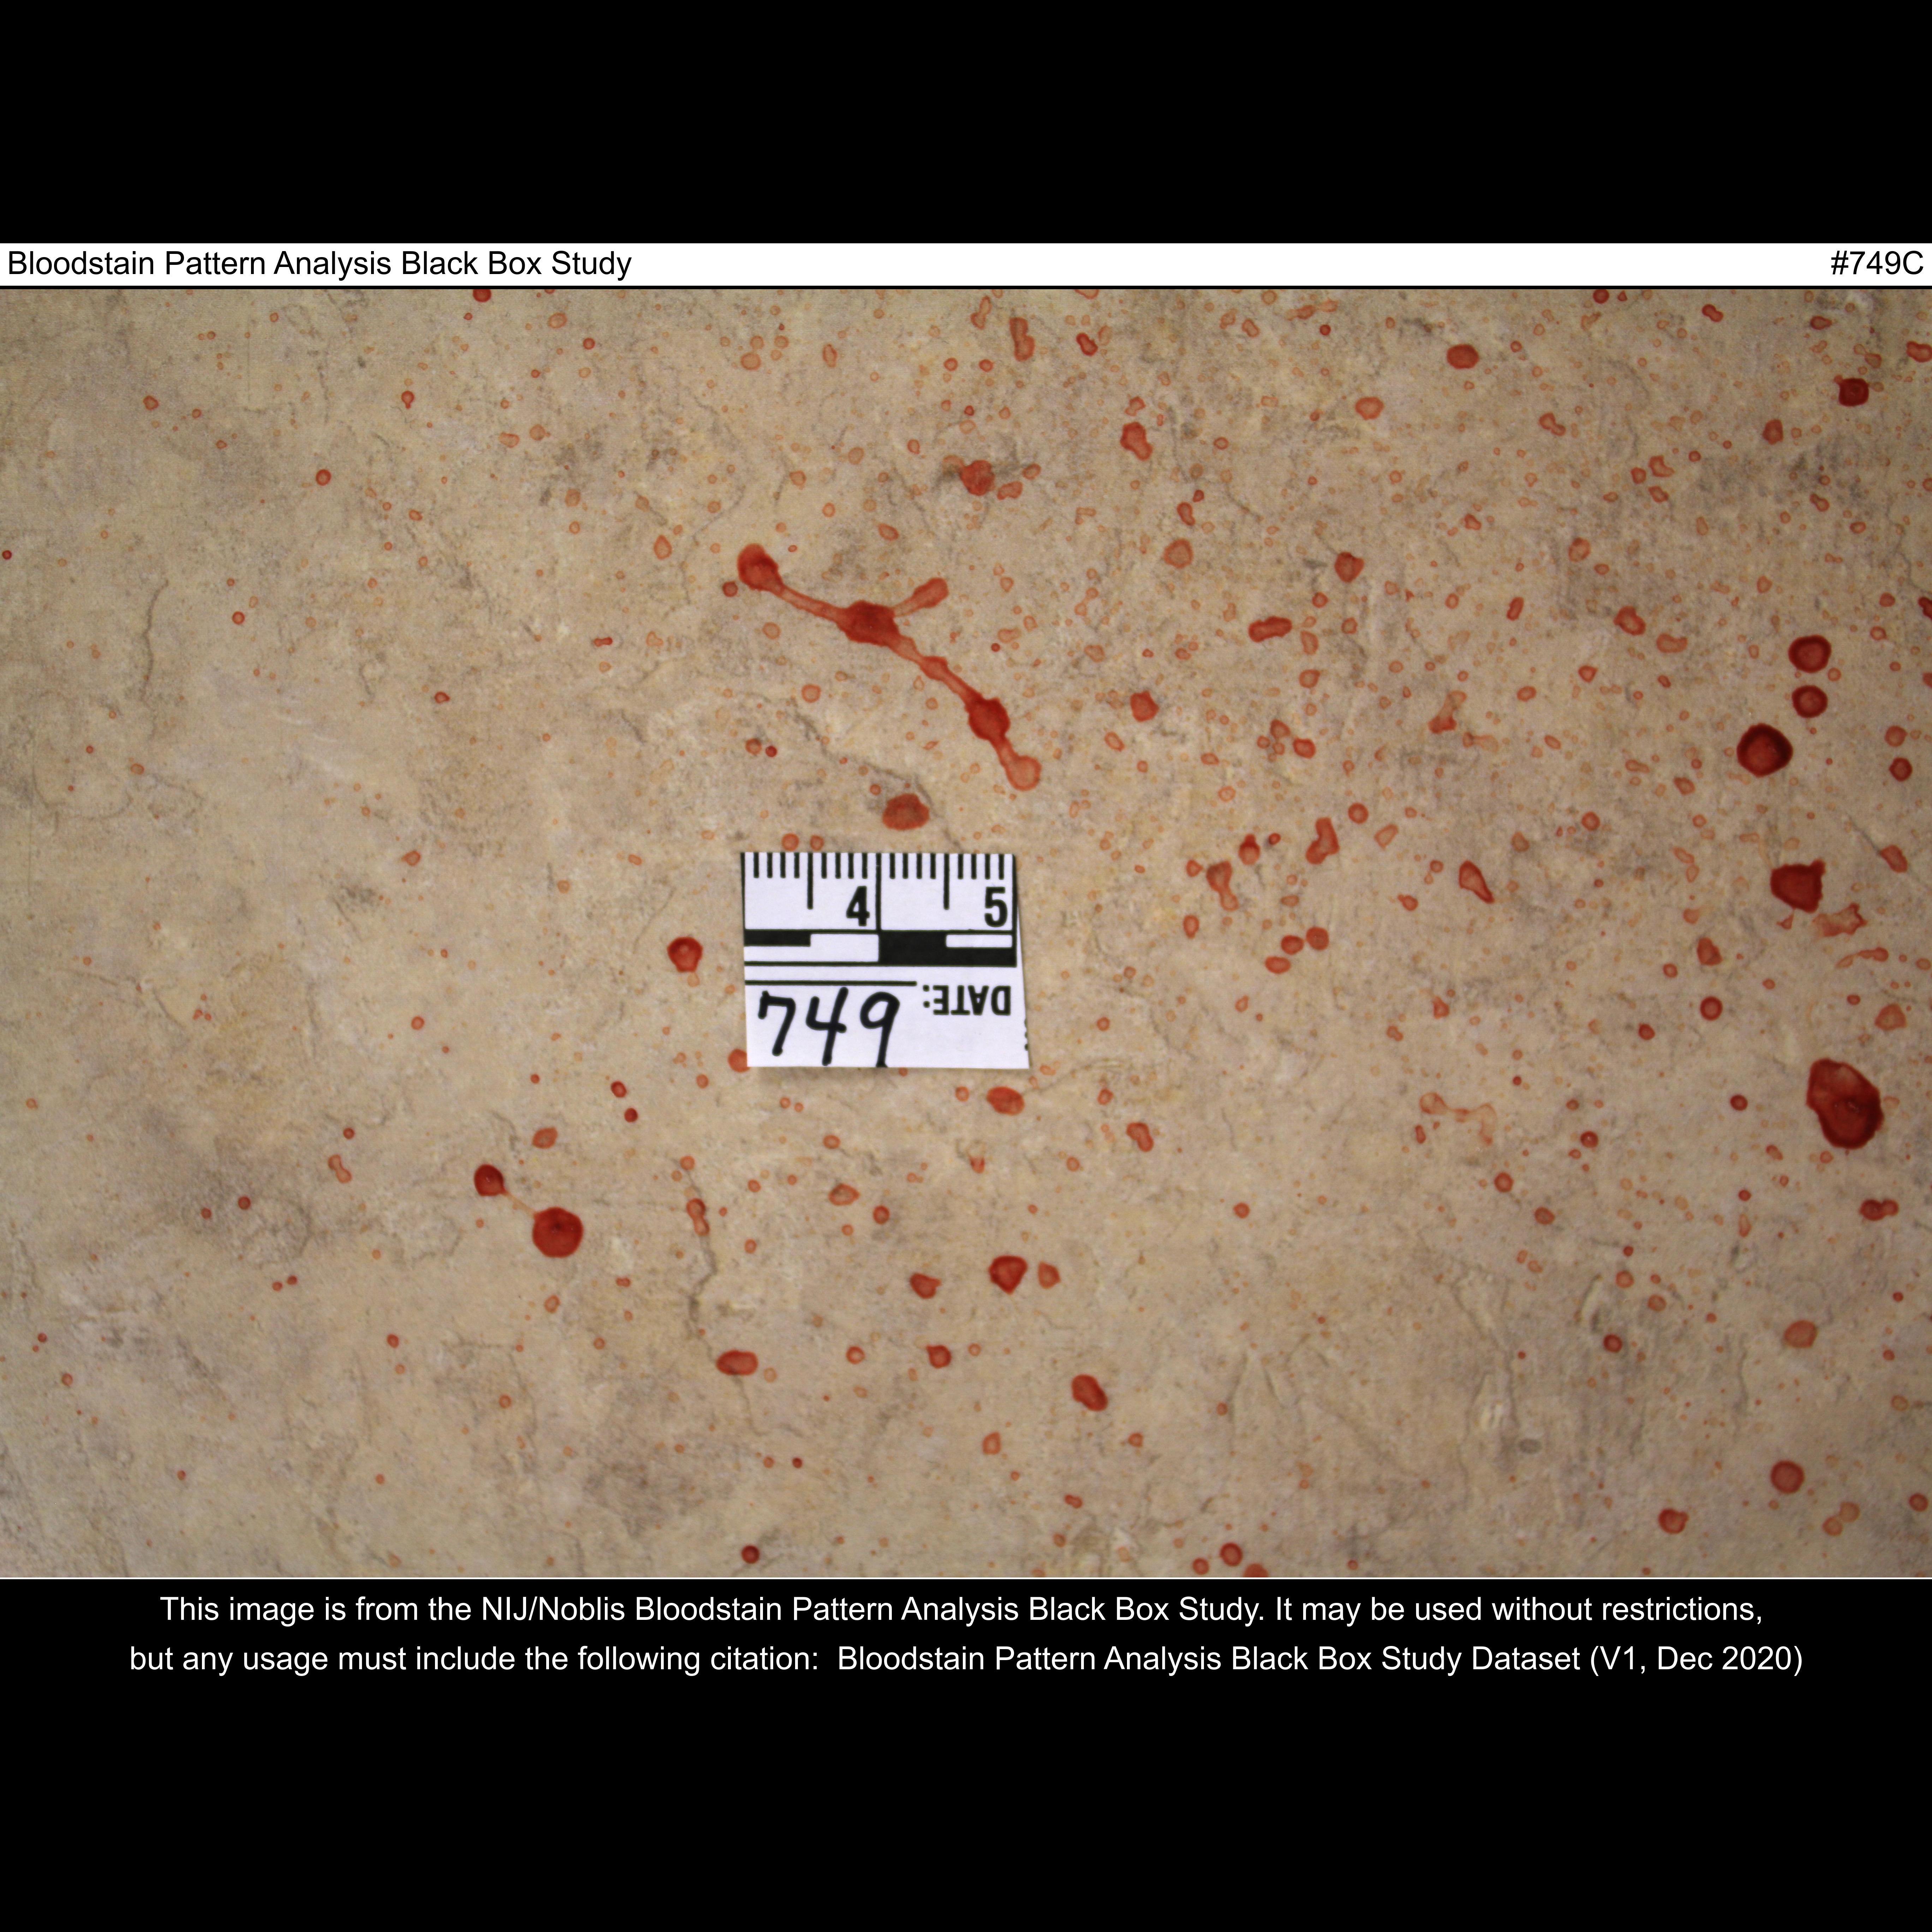 Bloodstain Pattern Analysis Black Box Study #749C
4 5
DATE:
749
This image is from the NIJ/Noblis Bloodstain Pattern Analysis Black Box Study. It may be used without restrictions,
but any usage must include the following citation: Bloodstain Pattern Analysis Black Box Study Dataset (V1, Dec 2020)